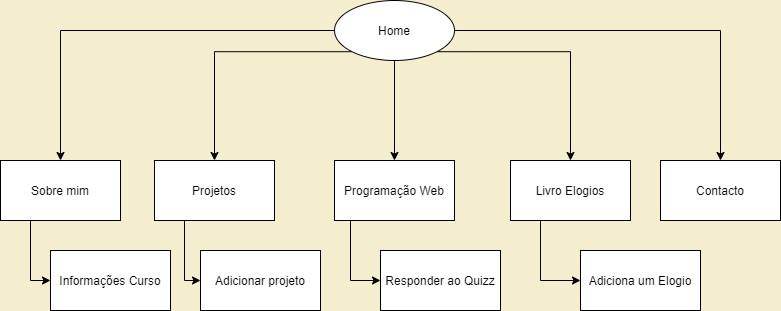 Home
Sobre mim
Projetos
Programação Web
Livro Elogios
Contacto
Informações Curso
Adicionar projeto
Responder ao Quizz
Adiciona um Elogio